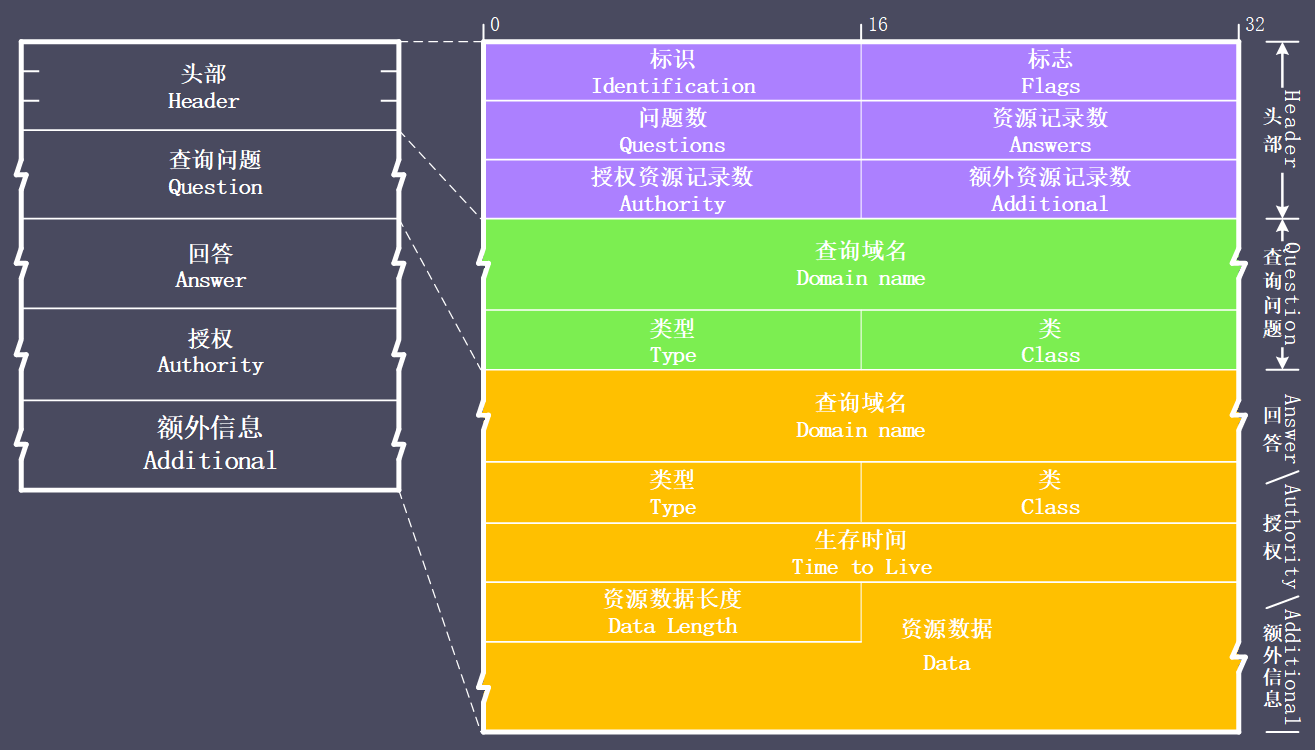 0
16
32
头部
Header
查询问题
Question
回答
Answer
授权
Authority
额外信息
Additional
标识
Identification
标志
Flags
问题数
Questions
资源记录数
Answers
授权资源记录数
Authority
额外资源记录数
Additional
查询域名
Domain name
类型
Type
类
Class
查询域名
Domain name
类型
Type
类
Class
生存时间
Time to Live
资源数据长度
Data Length
资源数据
Data
头部
Header
查询问题
Question
回答
Answer
授权
Authority
额外信息
Additional